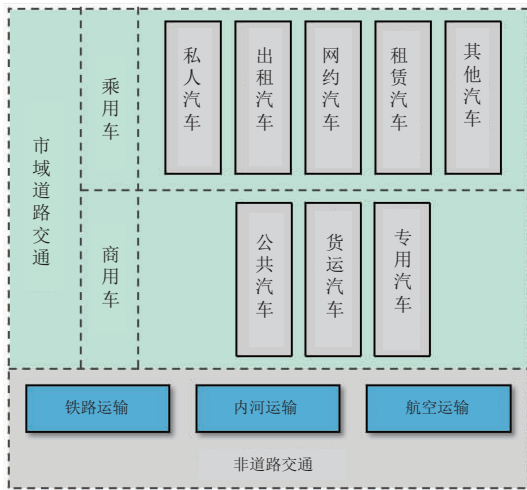 市域道路交通
乘用车
私人汽车
出租汽车
网约汽车
租赁汽车
其他汽车
商用车
公共汽车
货运汽车
专用汽车
铁路运输
内河运输
航空运输
非道路交通